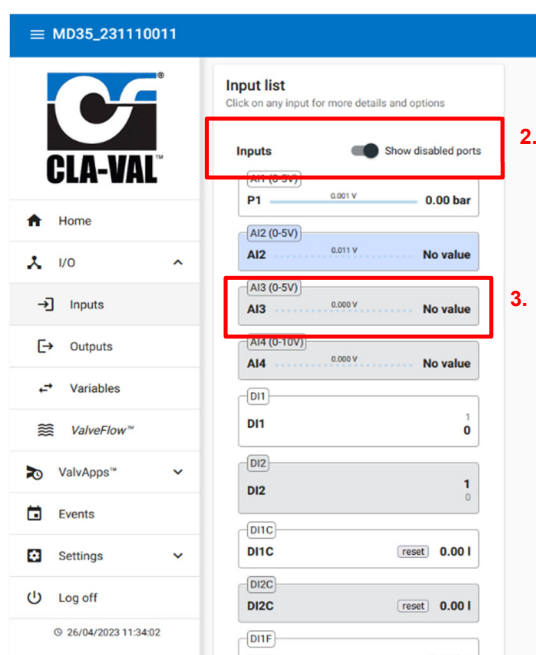 MD35_231110011
CLA-VAL™
Home
I/O
Inputs
Outputs
Variables
ValveFlow™
ValvApps™
Events
Settings
Log off
26/04/2023 11:34:02
Input list
Click on any input for more details and options
Inputs Show disabled ports
2.
AI1 (0-5V)
P1 0.001 V 0.00 bar
AI2 (0-5V)
AI2 0.011 V No value
AI3 (0-5V)
AI3 0.000 V No value
3.
AI4 (0-10V)
AI4 0.000 V No value
DI1
DI1 1
0
DI2
DI2 1
0
DI1C
DI1C reset 0.00 l
DI2C
DI2C reset 0.00 l
DI1F